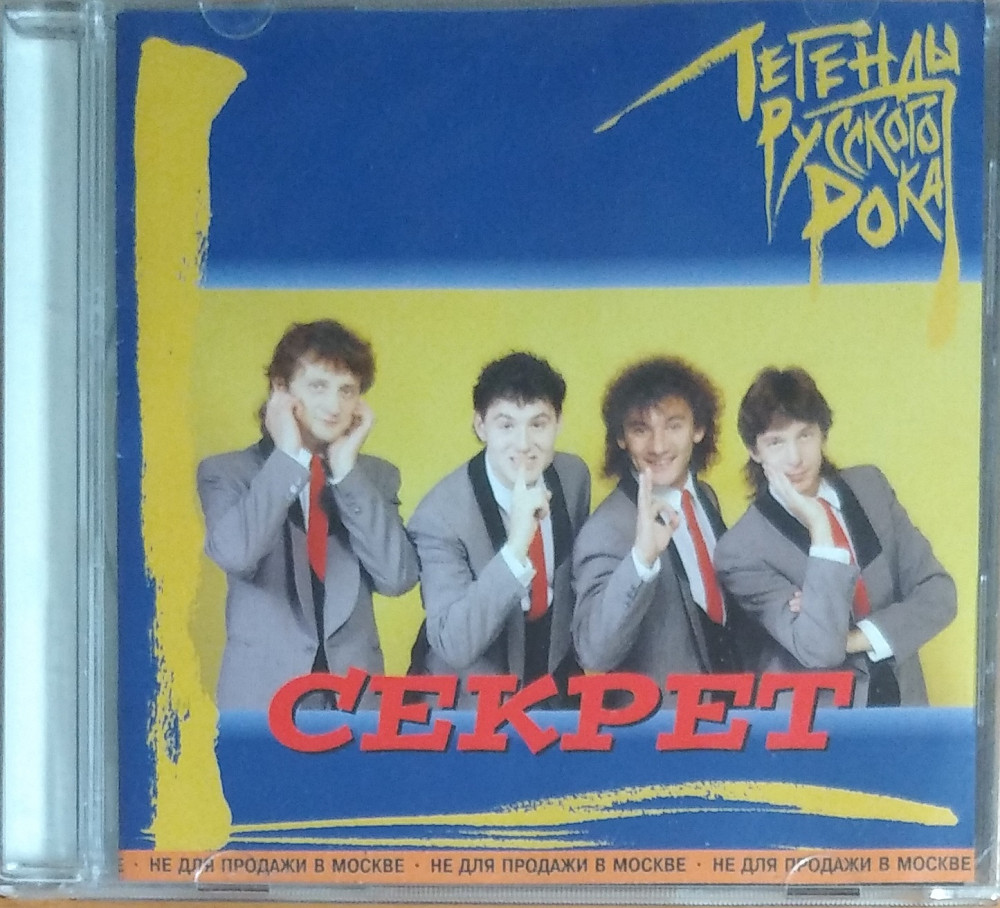 Легенды
Русского
Рока
СЕКРЕТ
НЕ ДЛЯ ПРОДАЖИ В МОСКВЕ · НЕ ДЛЯ ПРОДАЖИ В МОСКВЕ · НЕ ДЛЯ ПРОДАЖИ В МОСКВЕ